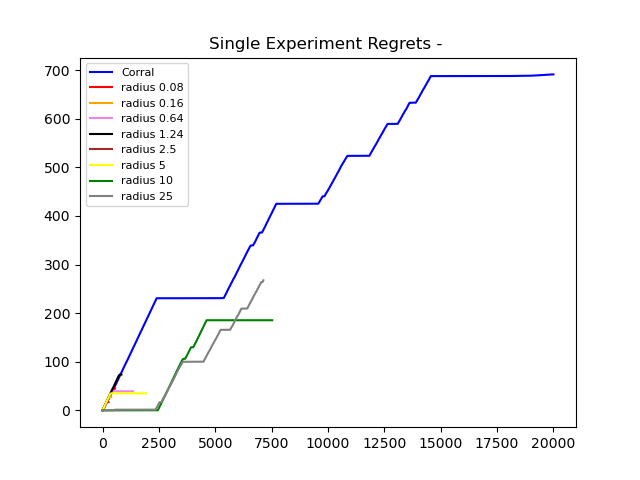 Single Experiment Regrets -
700
600
500
400
300
200
100
0
Corral
radius 0.08
radius 0.16
radius 0.64
radius 1.24
radius 2.5
radius 5
radius 10
radius 25
0 2500 5000 7500 10000 12500 15000 17500 20000